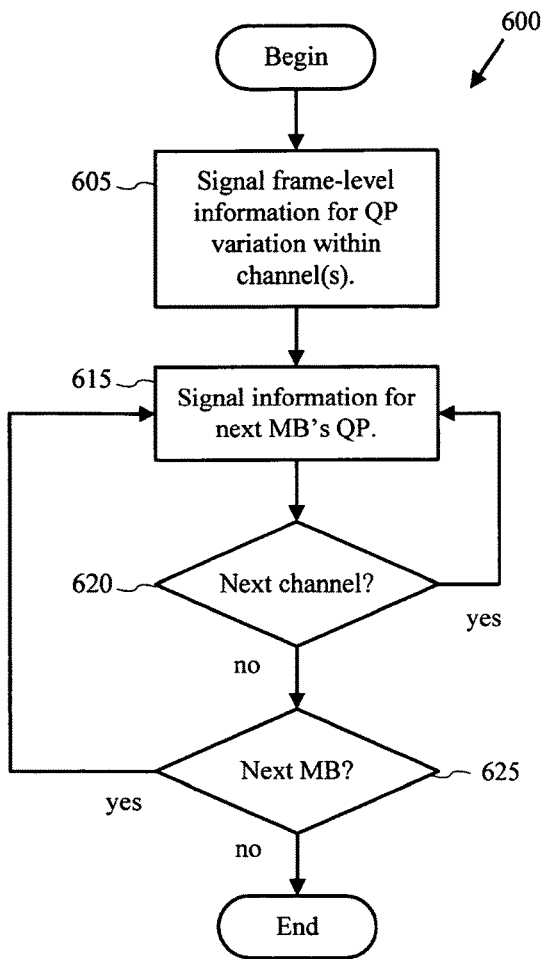 600
Begin
605
Signal frame-level
information for QP
variation within
channel(s).
615
Signal information for
next MB's QP.
620
Next channel?
yes
no
Next MB?
625
yes
no
End